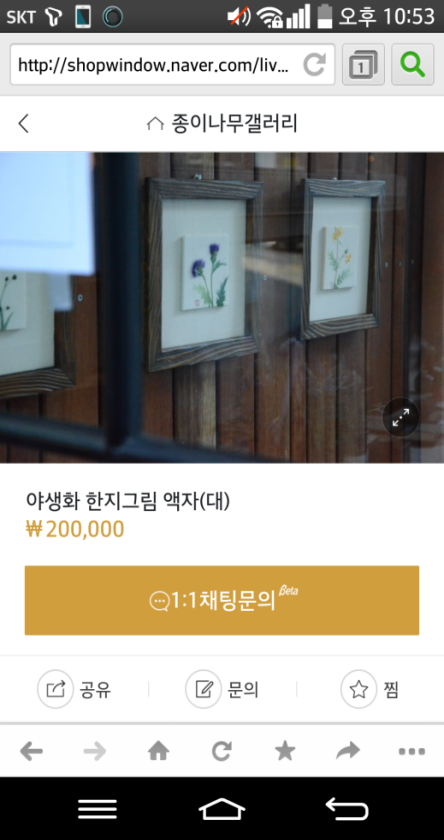 SKT 오후 10:53
http://shopwindow.naver.com/liv... 1
종이나무갤러리
야생화 한지그림 액자(대)
₩200,000
1:1채팅문의 Beta
공유 문의 찜